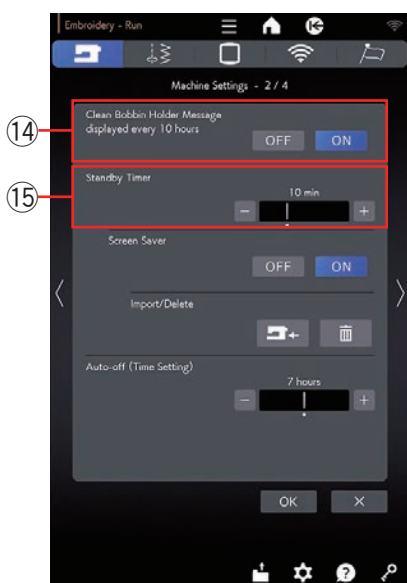 Embroidery - Run
Machine Settings - 2 / 4
⑭
Clean Bobbin Holder Message
displayed every 10 hours
OFF ON
⑮
Standby Timer
10 min
− +
Screen Saver
OFF ON
Import/Delete
Auto-off (Time Setting)
7 hours
− +
OK ×
?